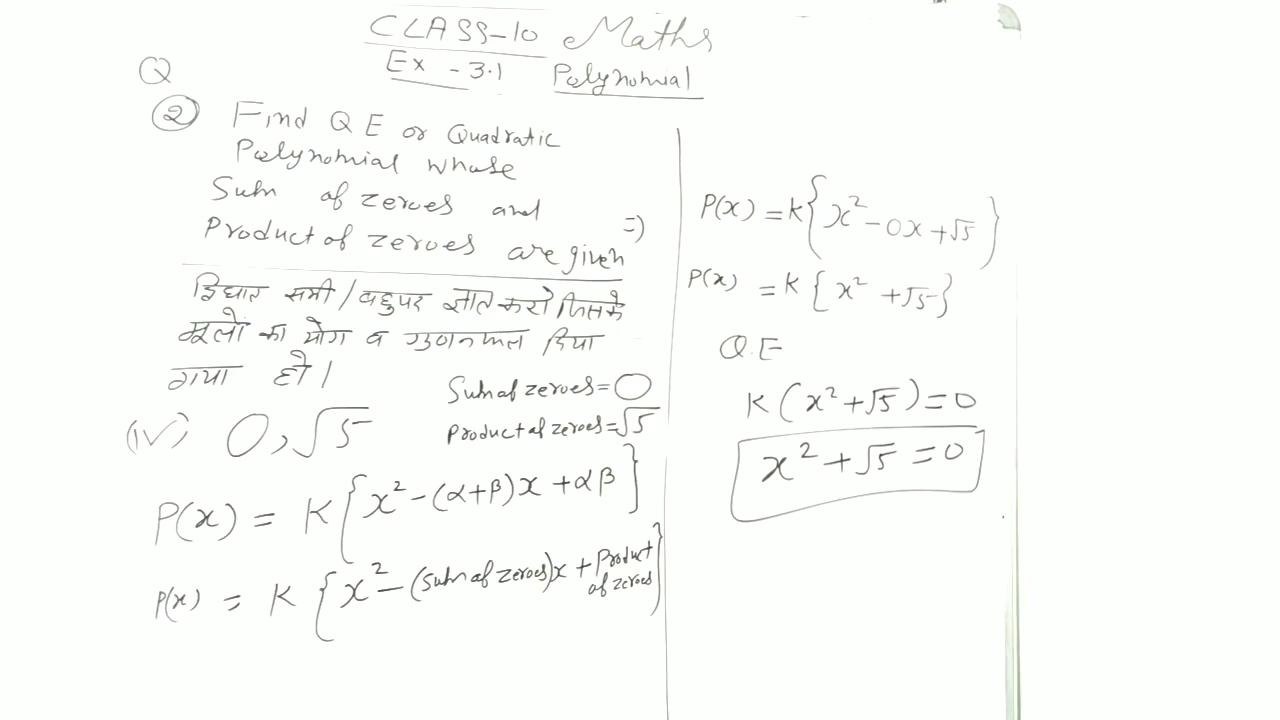 CLASS-10 Maths
Ex - 3.1 Polynomial
Q
② Find QE or Quadratic
Polynomial whose
Sum of zeroes and
Product of zeroes are given
द्विघात समी / बहुपद ज्ञात करो जिसके
मूलों का योग व गुणनफल दिया
गया हो।
Sum of zeroes = 0
Product of zeroes = √5
(iv) 0, √5
P(x) = K{x² - (α+β)x + αβ}
P(x) = K{x² - (Sum of zeroes)x + Product of zeroes}
=)
P(x) = K{x² - 0x + √5}
P(x) = K{x² + √5}
Q.E
K(x² + √5) = 0
x² + √5 = 0